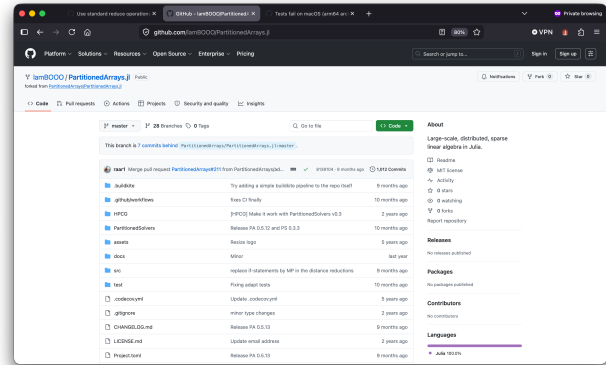 Use standard reduce operation:
GitHub - IamBOOO/Partitioned/
Tests fail on macOS (arm64 arc
Private browsing
github.com/IamBOOO/PartitionedArrays.jl
80%
VPN
Platform Solutions Resources Open Source Enterprise Pricing
Search or jump to...
Sign in
Sign up
IamBOOO / PartitionedArrays.jl Public
forked from PartitionedArrays/PartitionedArrays.jl
Notifications
Fork 0
Star 0
Code Pull requests Actions Projects Security and quality Insights
master
28 Branches
0 Tags
Go to file
Code
This branch is 7 commits behind PartitionedArrays/PartitionedArrays.jl:master .
raar1 Merge pull request PartitionedArrays#211 from PartitionedArrays/ad... 9 months ago 1,012 Commits
.buildkite Try adding a simple buildkite pipeline to the repo itself 9 months ago
.github/workflows fixes CI finally 10 months ago
HPCG [HPCG] Make it work with PartitionedSolvers v0.3 2 years ago
PartitionedSolvers Release PA 0.5.12 and PS 0.3.3 10 months ago
assets Resize logo 5 years ago
docs Minor last year
src replace if-statements by MP in the distance reductions 9 months ago
test Fixing adapt tests 10 months ago
.codecov.yml Update .codecov.yml 5 years ago
.gitignore minor type changes 2 years ago
CHANGELOG.md Release PA 0.5.13 9 months ago
LICENSE.md Update email address 2 years ago
Project.toml Release PA 0.5.13 9 months ago
About
Large-scale, distributed, sparse
linear algebra in Julia.
Readme
MIT license
Activity
0 stars
0 watching
0 forks
Report repository
Releases
No releases published
Packages
No packages published
Contributors
No contributors
Languages
Julia 100.0%